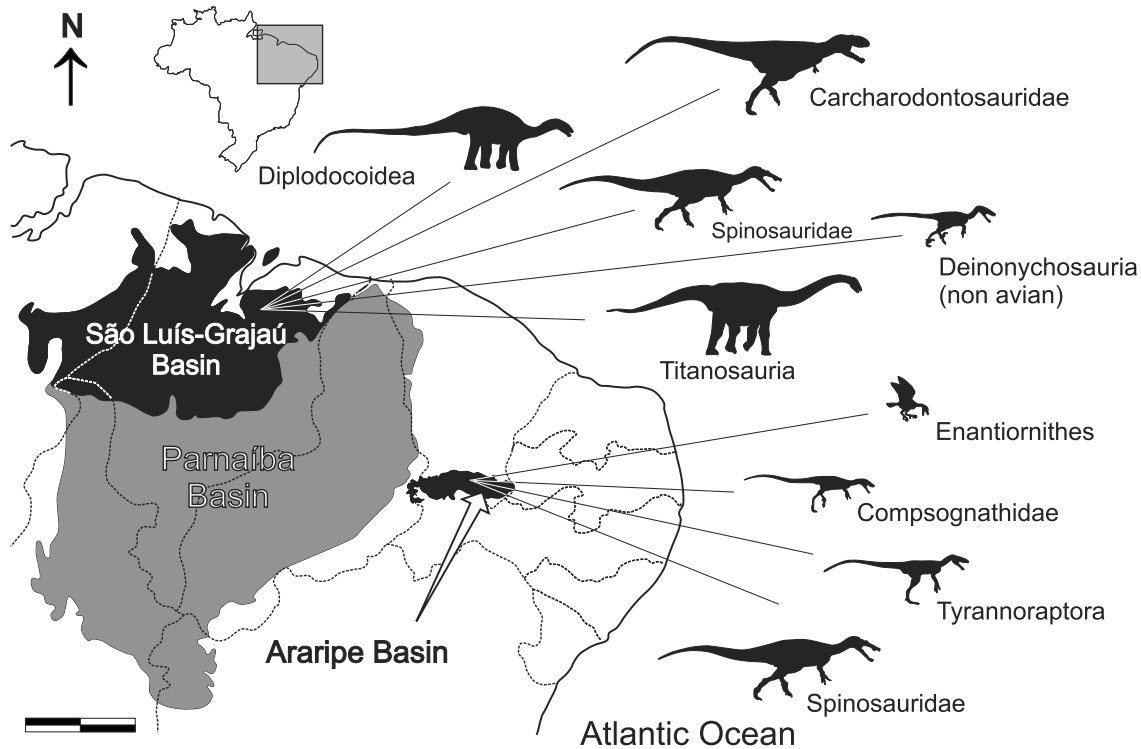 N
Carcharodontosauridae
Diplodocoidea
Spinosauridae
Deinonychosauria
(non avian)
São Luís-Grajaú
Basin
Titanosauria
Enantiornithes
Parnaíba
Basin
Compsognathidae
Tyrannoraptora
Araripe Basin
Spinosauridae
Atlantic Ocean